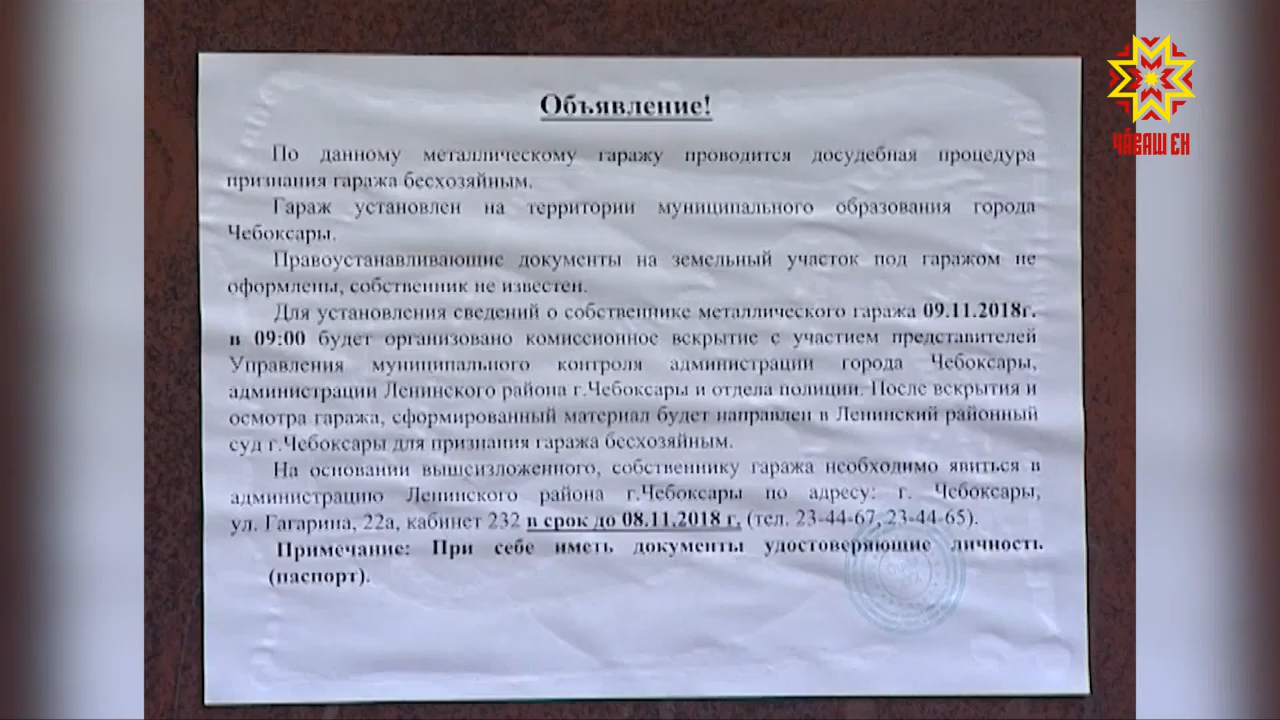 Объявление!
По данному металлическому гаражу проводится досудебная процедура
признания гаража бесхозяйным.
Гараж установлен на территории муниципального образования города
Чебоксары.
Правоустанавливающие документы на земельный участок под гаражом не
оформлены, собственник не известен.
Для установления сведений о собственнике металлического гаража 09.11.2018г.
в 09:00 будет организовано комиссионное вскрытие с участием представителей
Управления муниципального контроля администрации города Чебоксары,
администрации Ленинского района г.Чебоксары и отдела полиции. После вскрытия и
осмотра гаража, сформированный материал будет направлен в Ленинский районный
суд г.Чебоксары для признания гаража бесхозяйным.
На основании вышеизложенного, собственнику гаража необходимо явиться в
администрацию Ленинского района г.Чебоксары по адресу: г. Чебоксары,
ул. Гагарина, 22а, кабинет 232 в срок до 08.11.2018 г. (тел. 23-44-67, 23-44-65).
Примечание: При себе иметь документы удостоверяющие личность
(паспорт).
ЧӐВАШ ЕН